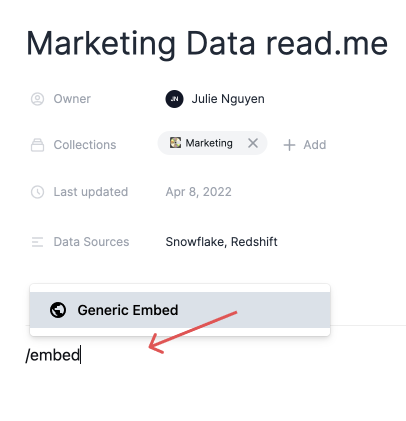 Marketing Data read.me
Owner JN Julie Nguyen
Collections Marketing Add
Last updated Apr 8, 2022
Data Sources Snowflake, Redshift
Generic Embed
/embed